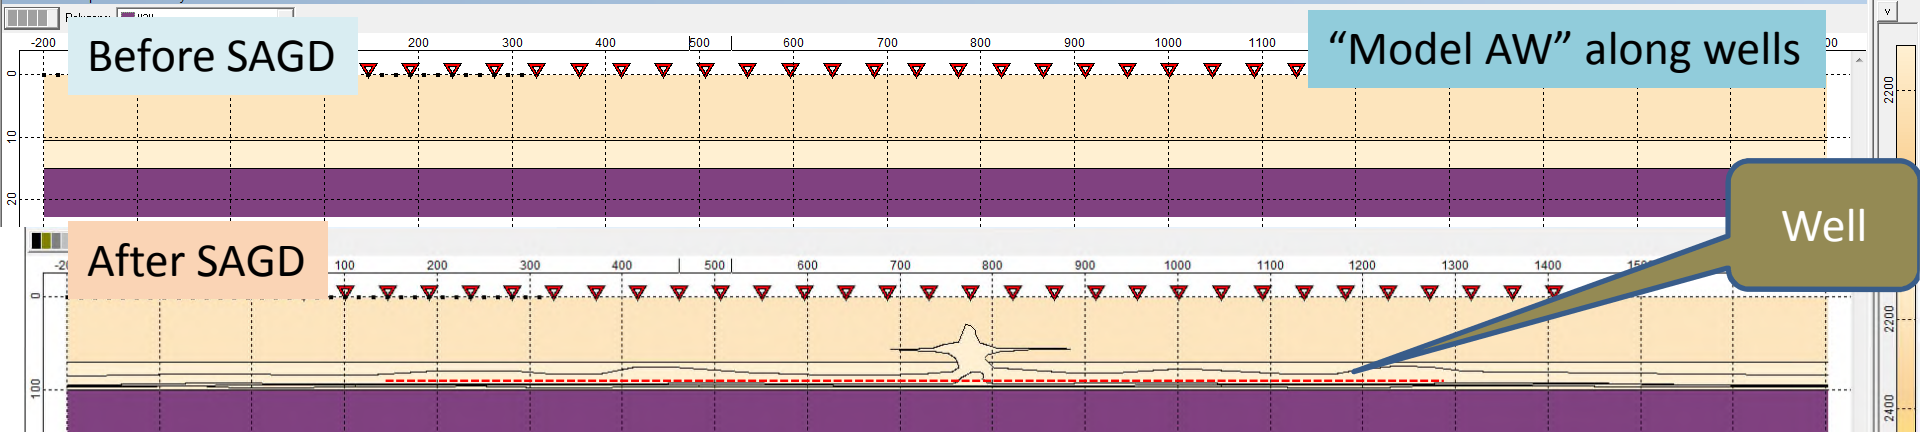 Before SAGD
“Model AW” along wells
v
-200 200 300 400 500 600 700 800 900 1000 1100 00
0
10
20
2200
After SAGD
Well
-20 100 200 300 400 500 600 700 800 900 1000 1100 1200 1300 1400
0
100
2200
2400